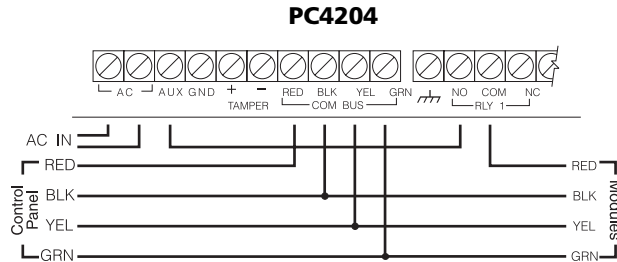 PC4204
AC AUX GND + − RED BLK YEL GRN NO COM NC
TAMPER COM BUS RLY 1
AC IN
RED RED
BLK BLK
YEL YEL
GRN GRN
Control
Panel
Modules